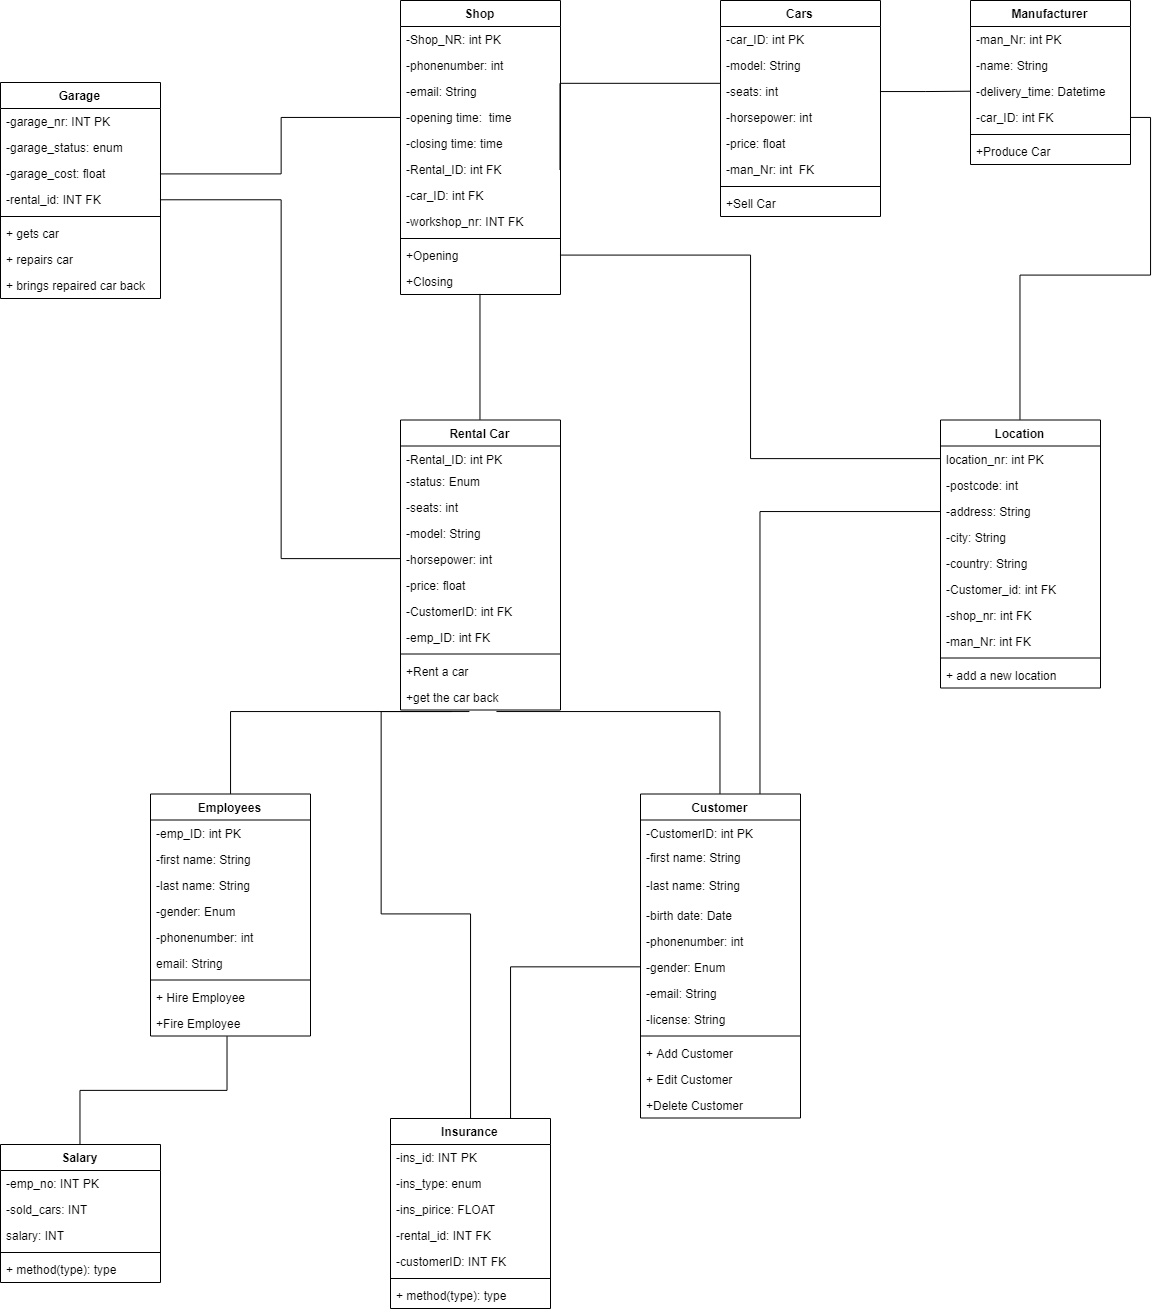 Shop
-Shop_NR: int PK
-phonenumber: int
-email: String
-opening time:  time
-closing time: time
-Rental_ID: int FK
-car_ID: int FK
-workshop_nr: INT FK
+Opening
+Closing
Cars
-car_ID: int PK
-model: String
-seats: int
-horsepower: int
-price: float
-man_Nr: int  FK
+Sell Car
Manufacturer
-man_Nr: int PK
-name: String
-delivery_time: Datetime
-car_ID: int FK
+Produce Car
Garage
-garage_nr: INT PK
-garage_status: enum
-garage_cost: float
-rental_id: INT FK
+ gets car
+ repairs car
+ brings repaired car back
Rental Car
-Rental_ID: int PK
-status: Enum
-seats: int
-model: String
-horsepower: int
-price: float
-CustomerID: int FK
-emp_ID: int FK
+Rent a car
+get the car back
Location
location_nr: int PK
-postcode: int
-address: String
-city: String
-country: String
-Customer_id: int FK
-shop_nr: int FK
-man_Nr: int FK
+ add a new location
Employees
-emp_ID: int PK
-first name: String
-last name: String
-gender: Enum
-phonenumber: int
email: String
+ Hire Employee
+Fire Employee
Customer
-CustomerID: int PK
-first name: String
-last name: String
-birth date: Date
-phonenumber: int
-gender: Enum
-email: String
-license: String
+ Add Customer
+ Edit Customer
+Delete Customer
Salary
-emp_no: INT PK
-sold_cars: INT
salary: INT
+ method(type): type
Insurance
-ins_id: INT PK
-ins_type: enum
-ins_pirice: FLOAT
-rental_id: INT FK
-customerID: INT FK
+ method(type): type